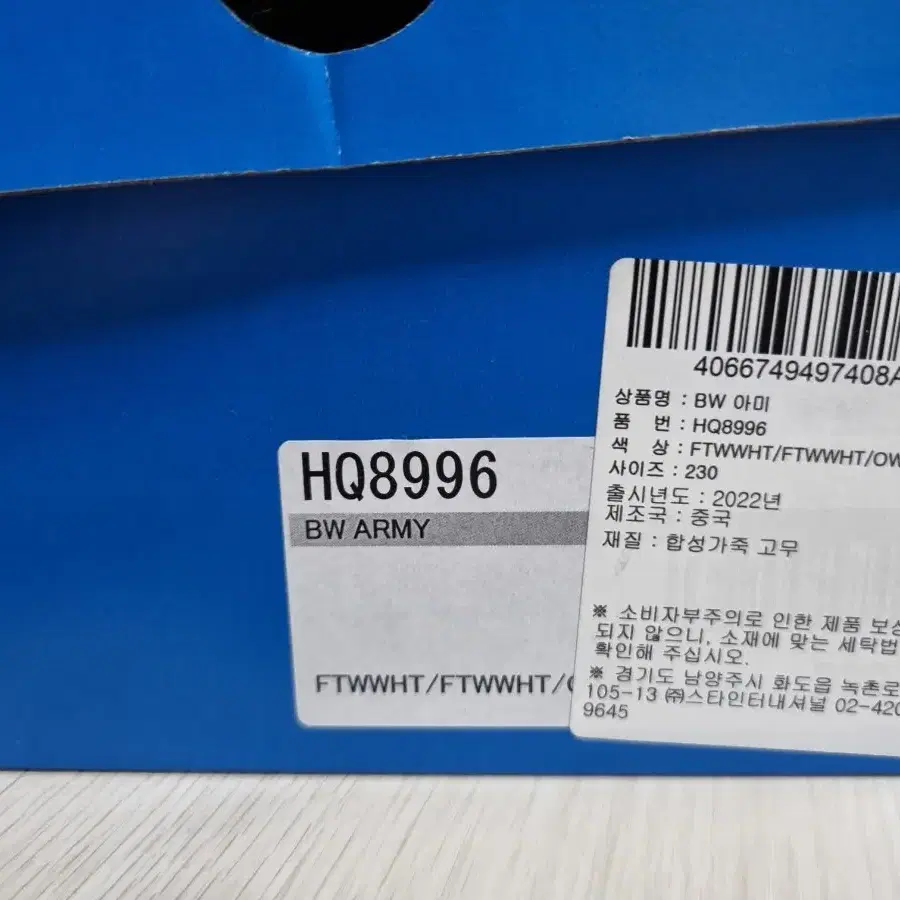 HQ8996
BW ARMY
FTWWHT/FTWWHT/
4066749497408A
상품명 : BW 아미
품 번 : HQ8996
색 상 : FTWWHT/FTWWHT/OW
사이즈 : 230
출시년도 : 2022년
제조국 : 중국
재질 : 합성가죽 고무
※ 소비자부주의로 인한 제품 보상
되지 않으니, 소재에 맞는 세탁법
확인해 주십시오.
※ 경기도 남양주시 화도읍 녹촌로
105-13 ㈜스타인터내셔널 02-420
9645